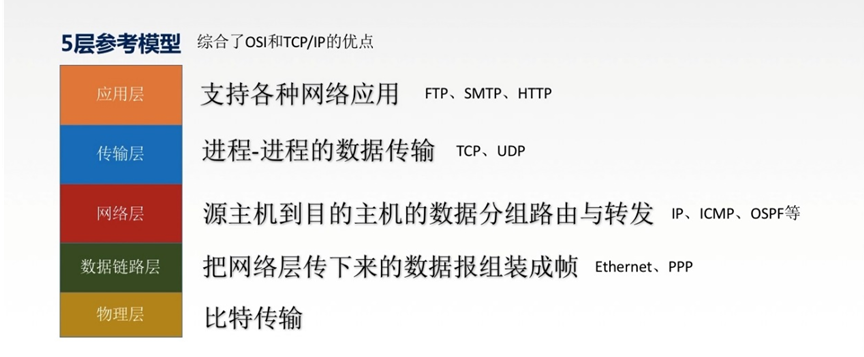 5层参考模型 综合了OSI和TCP/IP的优点
应用层 支持各种网络应用 FTP、SMTP、HTTP
传输层 进程-进程的数据传输 TCP、UDP
网络层 源主机到目的主机的数据分组路由与转发 IP、ICMP、OSPF等
数据链路层 把网络层传下来的数据报组装成帧 Ethernet、PPP
物理层 比特传输